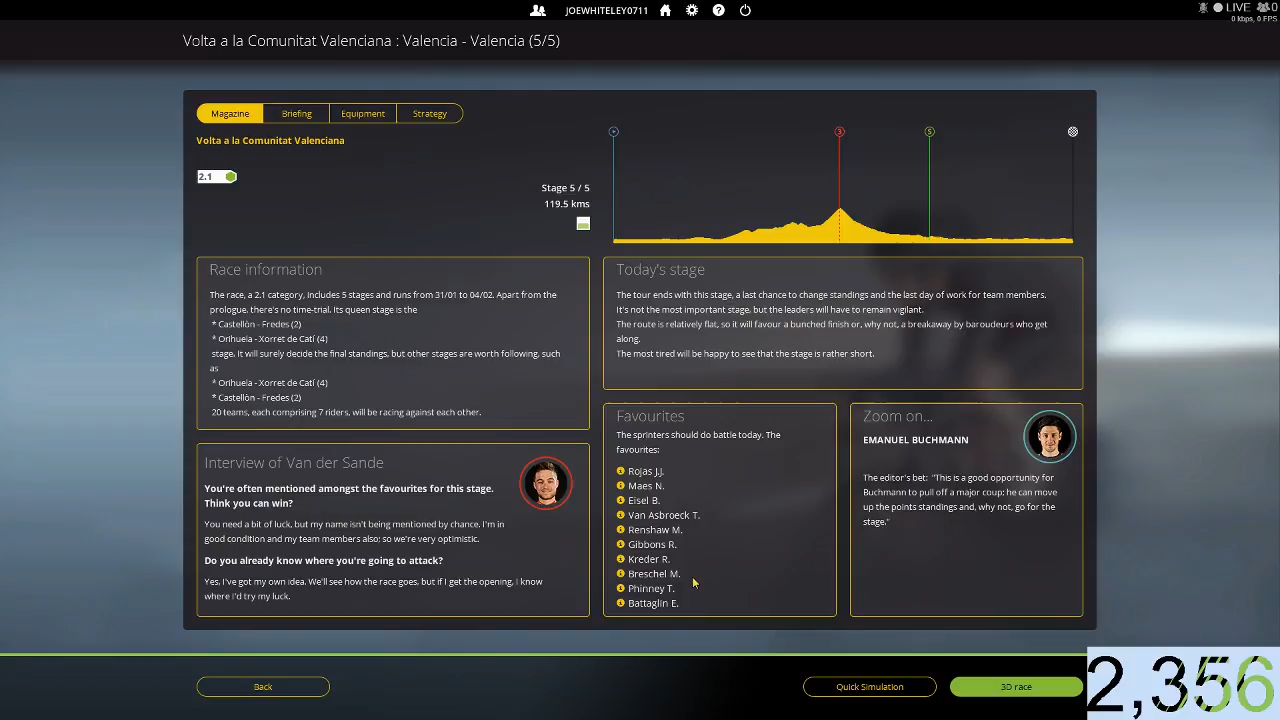 JOEWHITELEY0711
LIVE 0
0 kbps, 0 FPS
Volta a la Comunitat Valenciana : Valencia - Valencia (5/5)
Magazine Briefing Equipment Strategy
Volta a la Comunitat Valenciana
2.1
Stage 5 / 5
119.5 kms
3
S
Race information
The race, a 2.1 category, includes 5 stages and runs from 31/01 to 04/02. Apart from the
prologue, there's no time-trial. Its queen stage is the
* Castellòn - Fredes (2)
* Orihuela - Xorret de Catí (4)
stage. It will surely decide the final standings, but other stages are worth following, such
as
* Orihuela - Xorret de Catí (4)
* Castellòn - Fredes (2)
20 teams, each comprising 7 riders, will be racing against each other.
Today's stage
The tour ends with this stage, a last chance to change standings and the last day of work for team members.
It's not the most important stage, but the leaders will have to remain vigilant.
The route is relatively flat, so it will favour a bunched finish or, why not, a breakaway by baroudeurs who get
along.
The most tired will be happy to see that the stage is rather short.
Interview of Van der Sande
You're often mentioned amongst the favourites for this stage.
Think you can win?
You need a bit of luck, but my name isn't being mentioned by chance. I'm in
good condition and my team members also; so we're very optimistic.
Do you already know where you're going to attack?
Yes, I've got my own idea. We'll see how the race goes, but if I get the opening, I know
where I'd try my luck.
Favourites
The sprinters should do battle today. The
favourites:
Rojas J.J.
Maes N.
Eisel B.
Van Asbroeck T.
Renshaw M.
Gibbons R.
Kreder R.
Breschel M.
Phinney T.
Battaglin E.
Zoom on...
EMANUEL BUCHMANN
The editor's bet: "This is a good opportunity for
Buchmann to pull off a major coup; he can move
up the points standings and, why not, go for the
stage."
Back
Quick Simulation
3D race
2,356